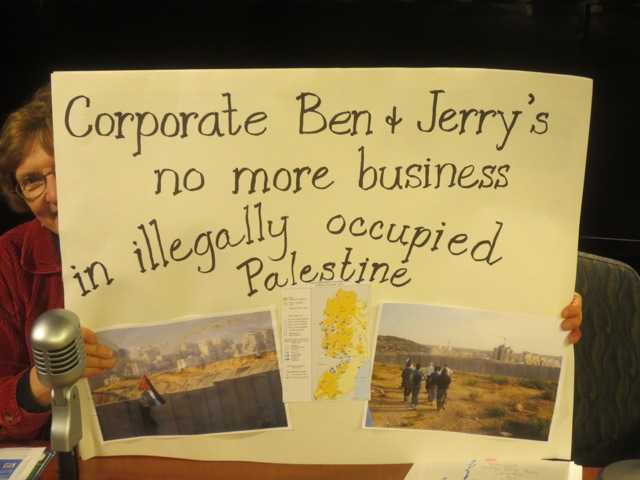 Corporate Ben & Jerry's
no more business
in illegally occupied
Palestine